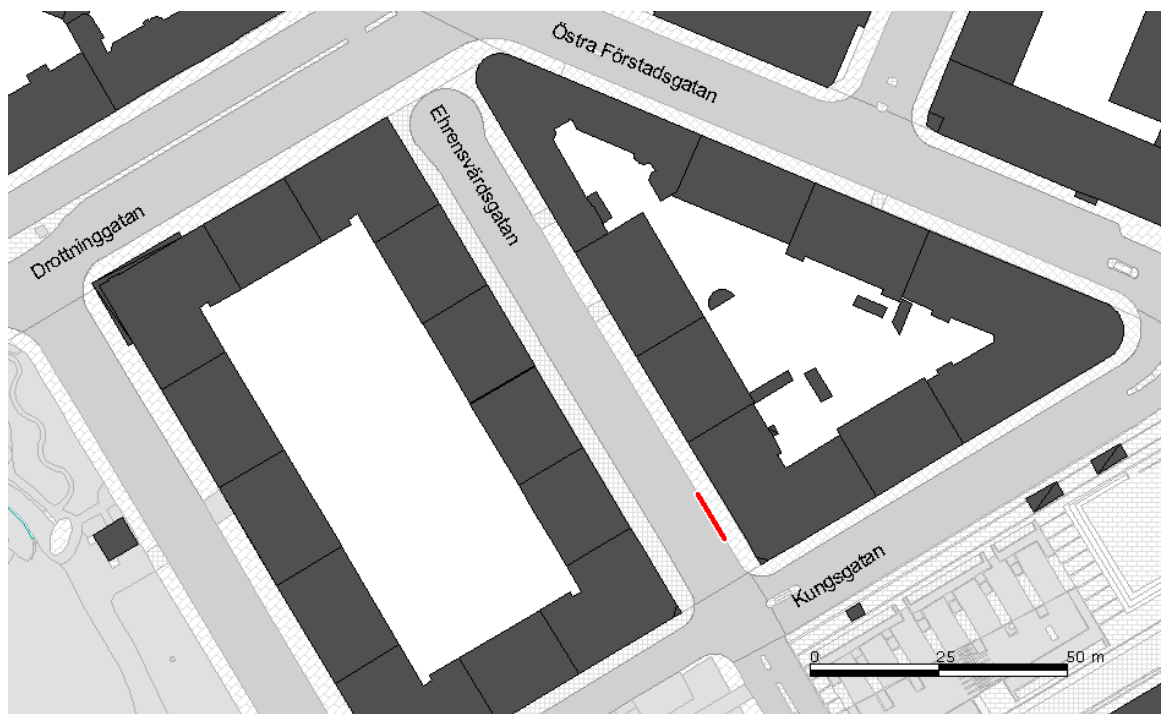 Östra Förstadsgatan
Ehrensvärdsgatan
Drottninggatan
Kungsgatan
0 25 50 m